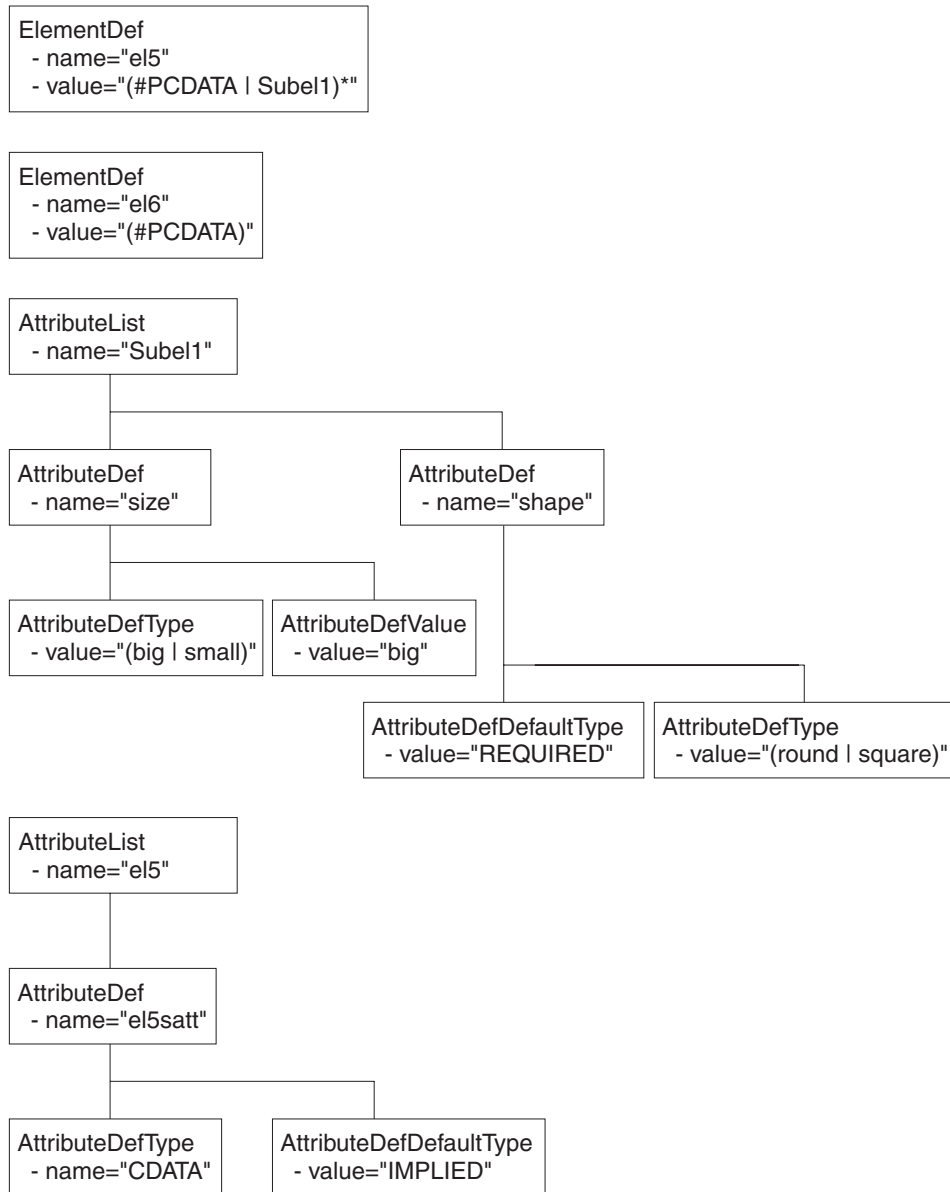 ElementDef
- name="el5"
- value="(#PCDATA | Subel1)*"
ElementDef
- name="el6"
- value="(#PCDATA)"
AttributeList
- name="Subel1"
AttributeDef
- name="size"
AttributeDef
- name="shape"
AttributeDefType
- value="(big | small)"
AttributeDefValue
- value="big"
AttributeDefDefaultType
- value="REQUIRED"
AttributeDefType
- value="(round | square)"
AttributeList
- name="el5"
AttributeDef
- name="el5satt"
AttributeDefType
- name="CDATA"
AttributeDefDefaultType
- value="IMPLIED"